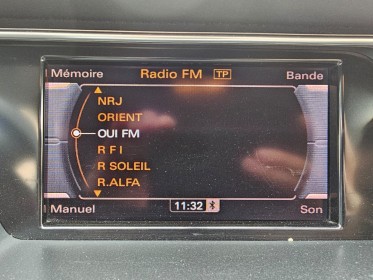 Mémoire Radio FM TP Bande
NRJ
ORIENT
OUI FM
R F I
R SOLEIL
R.ALFA
Manuel 11:32 Son